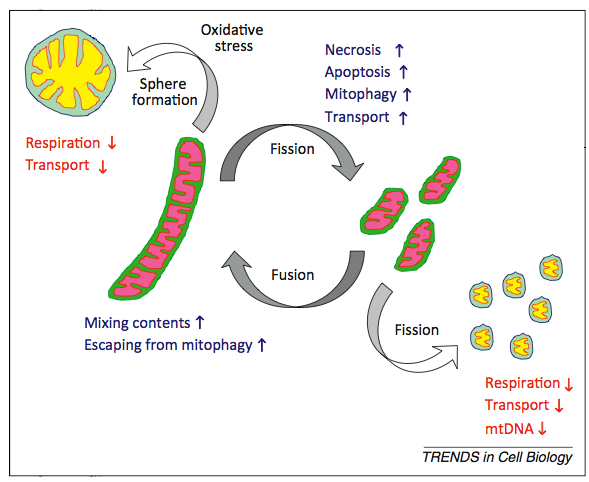 Oxidative
stress
Sphere
formation
Respiration ↓
Transport ↓
Necrosis ↑
Apoptosis ↑
Mitophagy ↑
Transport ↑
Fission
Fusion
Mixing contents ↑
Escaping from mitophagy ↑
Fission
Respiration ↓
Transport ↓
mtDNA ↓
TRENDS in Cell Biology